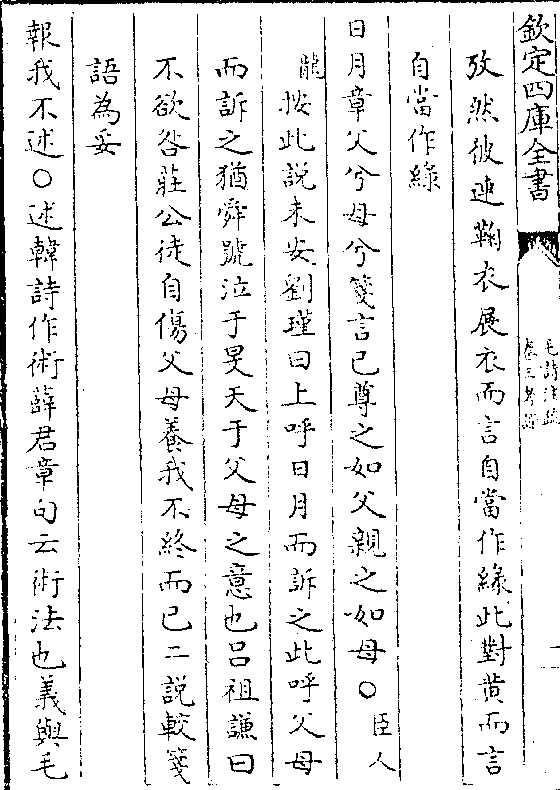 欽定四庫全書
毛詩注疏
卷三考證
攷然彼連鞠衣展衣而言自當作緣此對黄而言
自當作綠
日月章父兮母兮箋言已尊之如父親之如母○臣人
龍按此說未安劉瑾曰上呼日月而訴之此呼父母
而訴之猶舜號泣于旻天于父母之意也呂祖謙曰
不欲咎莊公徒自傷父母養我不終而已二說較箋
語為妥
報我不述○述韓詩作術薛君章句云術法也義與毛